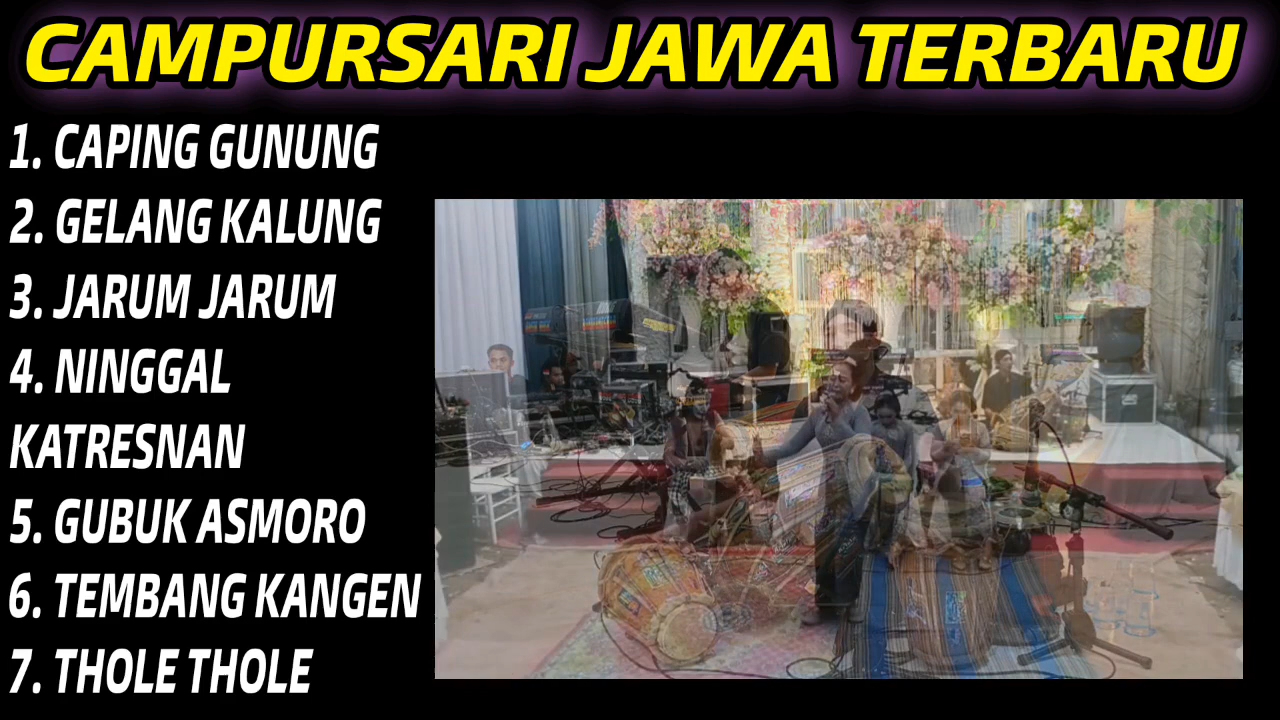 CAMPURSARI JAWA TERBARU
1. CAPING GUNUNG
2. GELANG KALUNG
3. JARUM JARUM
4. NINGGAL
KATRESNAN
5. GUBUK ASMORO
6. TEMBANG KANGEN
7. THOLE THOLE